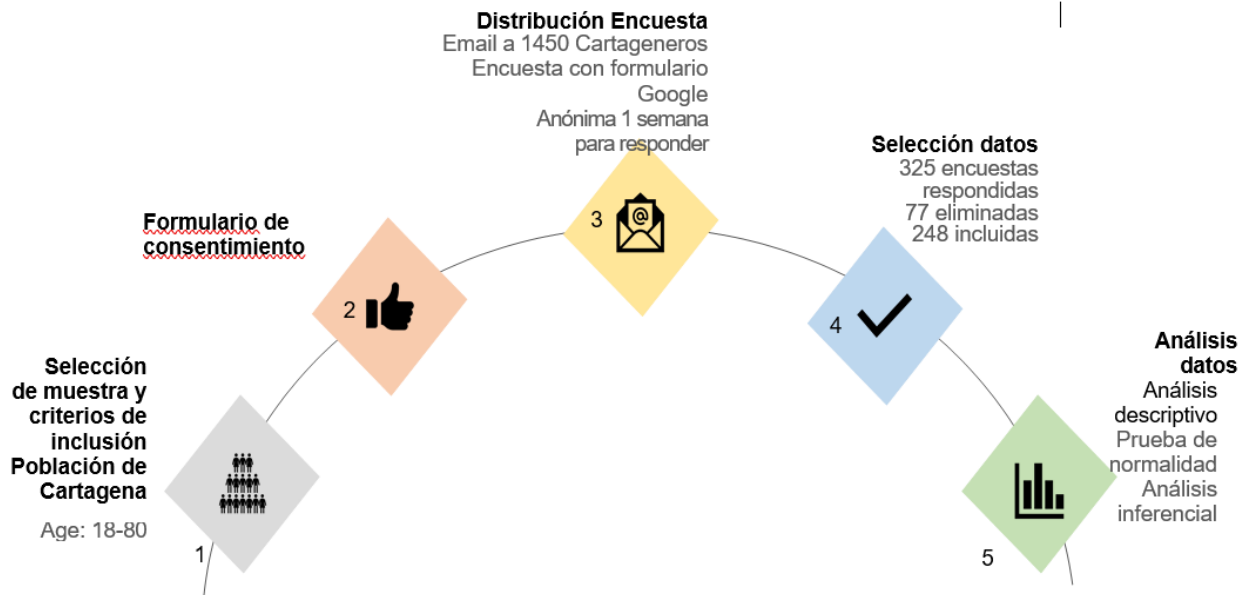 Selección
de muestra y
criterios de
inclusión
Población de
Cartagena
Age: 18-80
1
Formulario de
consentimiento
2
Distribución Encuesta
Email a 1450 Cartageneros
Encuesta con formulario
Google
Anónima 1 semana
para responder
3
@
Selección datos
325 encuestas
respondidas
77 eliminadas
248 incluidas
4
Análisis
datos
Análisis
descriptivo
Prueba de
normalidad
Análisis
inferencial
5